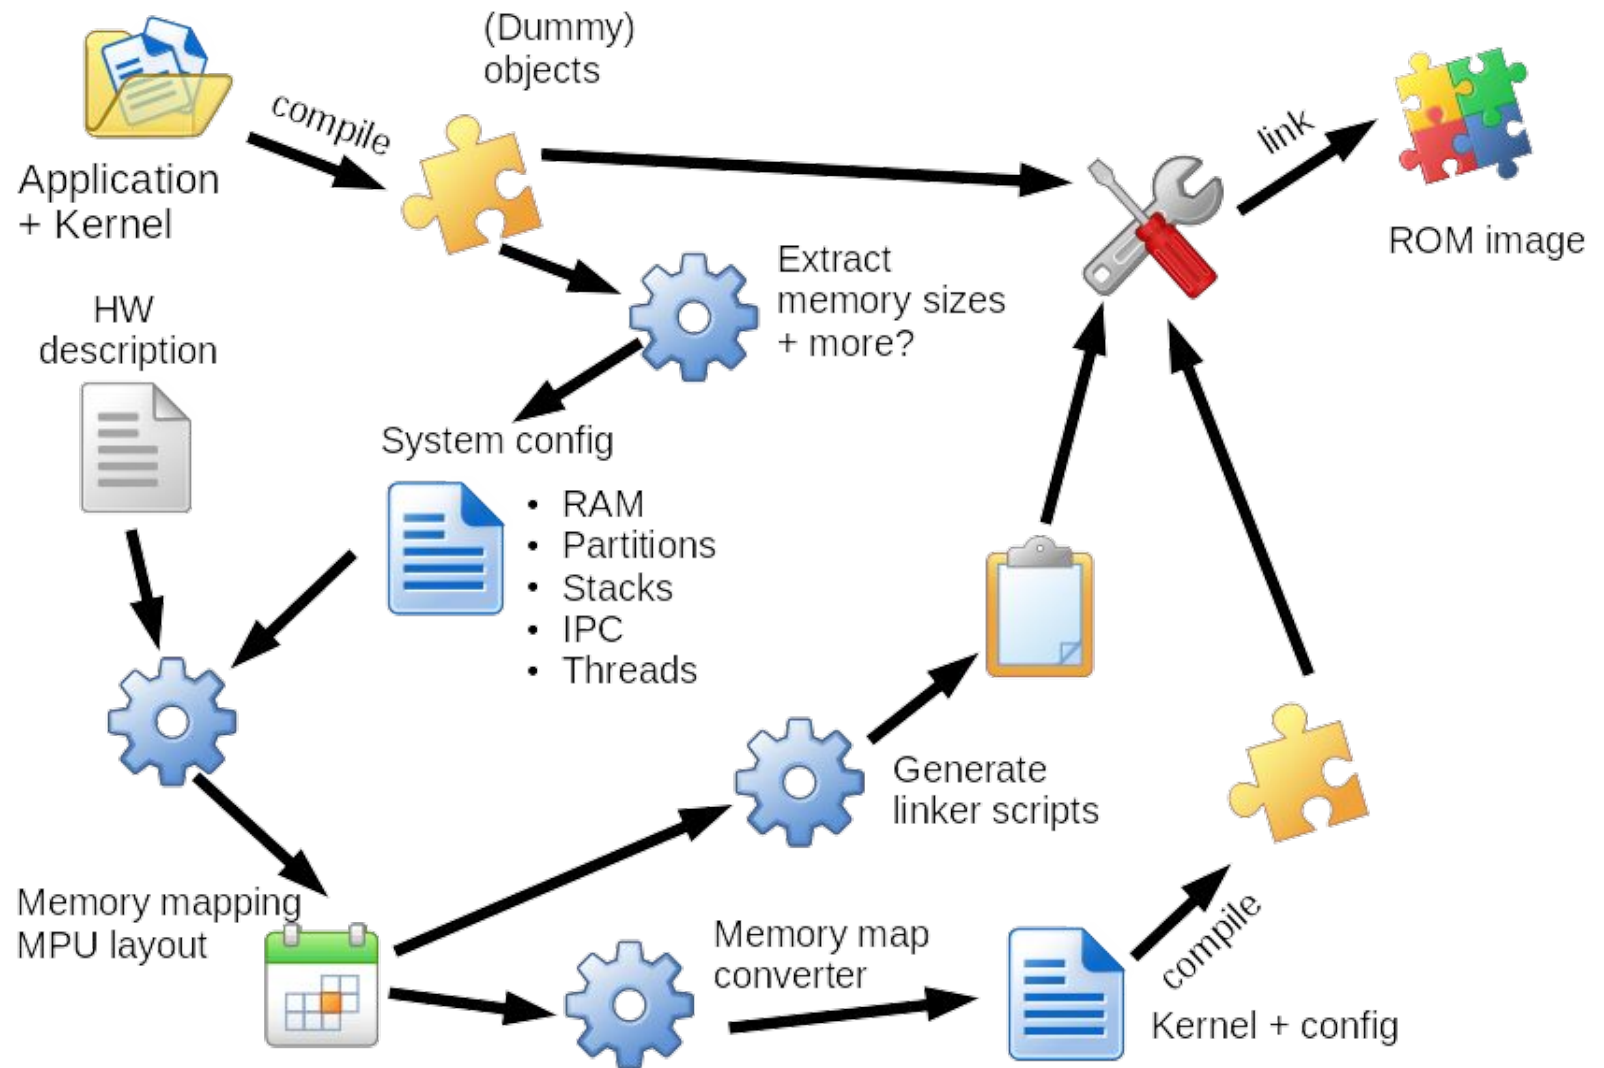 (Dummy)
objects
compile
link
Application
+ Kernel
ROM image
Extract
memory sizes
+ more?
HW
description
System config
• RAM
• Partitions
• Stacks
• IPC
• Threads
Generate
linker scripts
Memory mapping
MPU layout
Memory map
converter
compile
Kernel + config